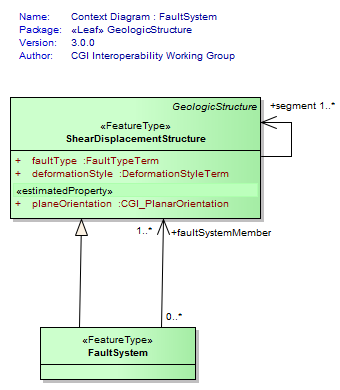 Name: Context Diagram : FaultSystem
Package: «Leaf» GeologicStructure
Version: 3.0.0
Author: CGI Interoperability Working Group
GeologicStructure
+segment 1..*
«FeatureType»
ShearDisplacementStructure
+ faultType :FaultTypeTerm
+ deformationStyle :DeformationStyleTerm
«estimatedProperty»
+ planeOrientation :CGI_PlanarOrientation
1..* +faultSystemMember
0..*
«FeatureType»
FaultSystem